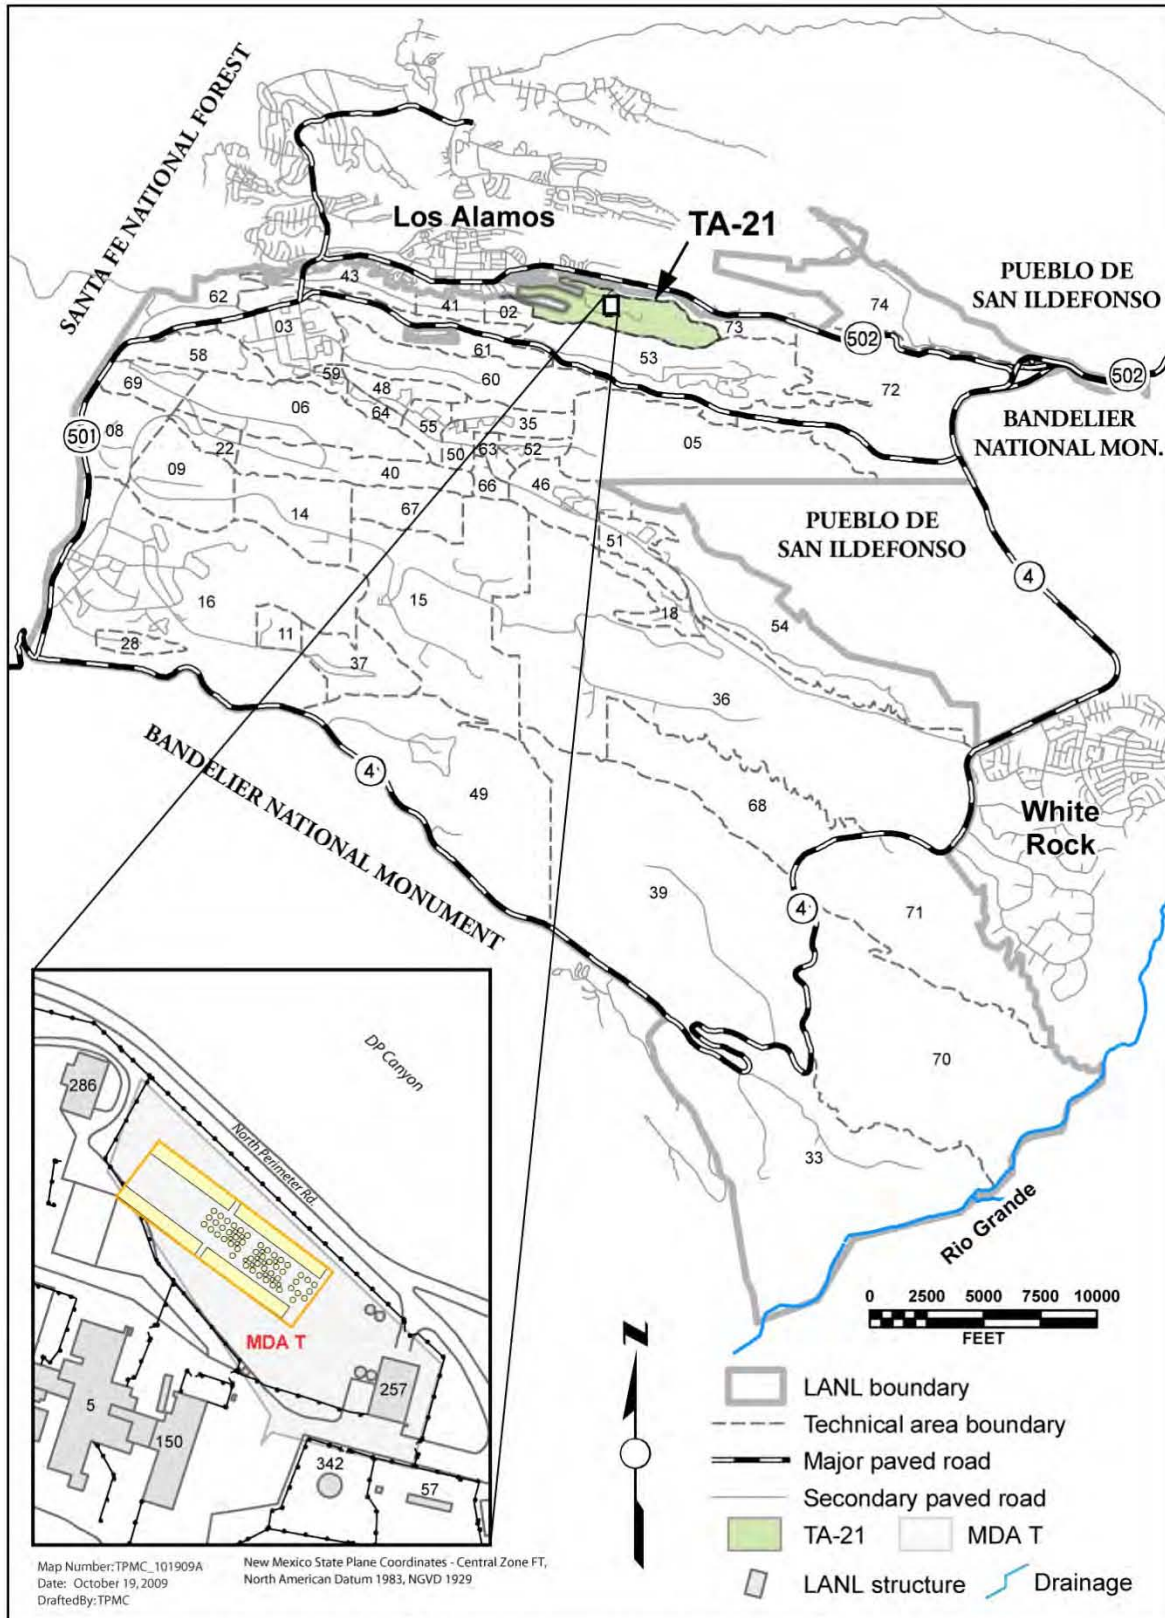 SANTA FE NATIONAL FOREST
Los Alamos
TA-21
PUEBLO DE
SAN ILDEFONSO
74
43
62
41
02
73
03
502
502
58
61
53
59
60
72
69
48
06
64
BANDELIER
NATIONAL MON.
501
08
55
35
05
22
50
63
52
09
40
66
46
14
67
PUEBLO DE
SAN ILDEFONSO
51
4
16
15
18
54
11
28
37
36
BANDELIER NATIONAL MONUMENT
4
49
68
White
Rock
39
4
71
70
33
Rio Grande
DP Canyon
286
North Perimeter Rd.
MDA T
257
5
150
342
57
0 2500 5000 7500 10000
FEET
N
LANL boundary
Technical area boundary
Major paved road
Secondary paved road
TA-21 MDA T
LANL structure Drainage
Map Number:TPMC_101909A
Date: October 19, 2009
DraftedBy:TPMC
New Mexico State Plane Coordinates - Central Zone FT,
North American Datum 1983, NGVD 1929